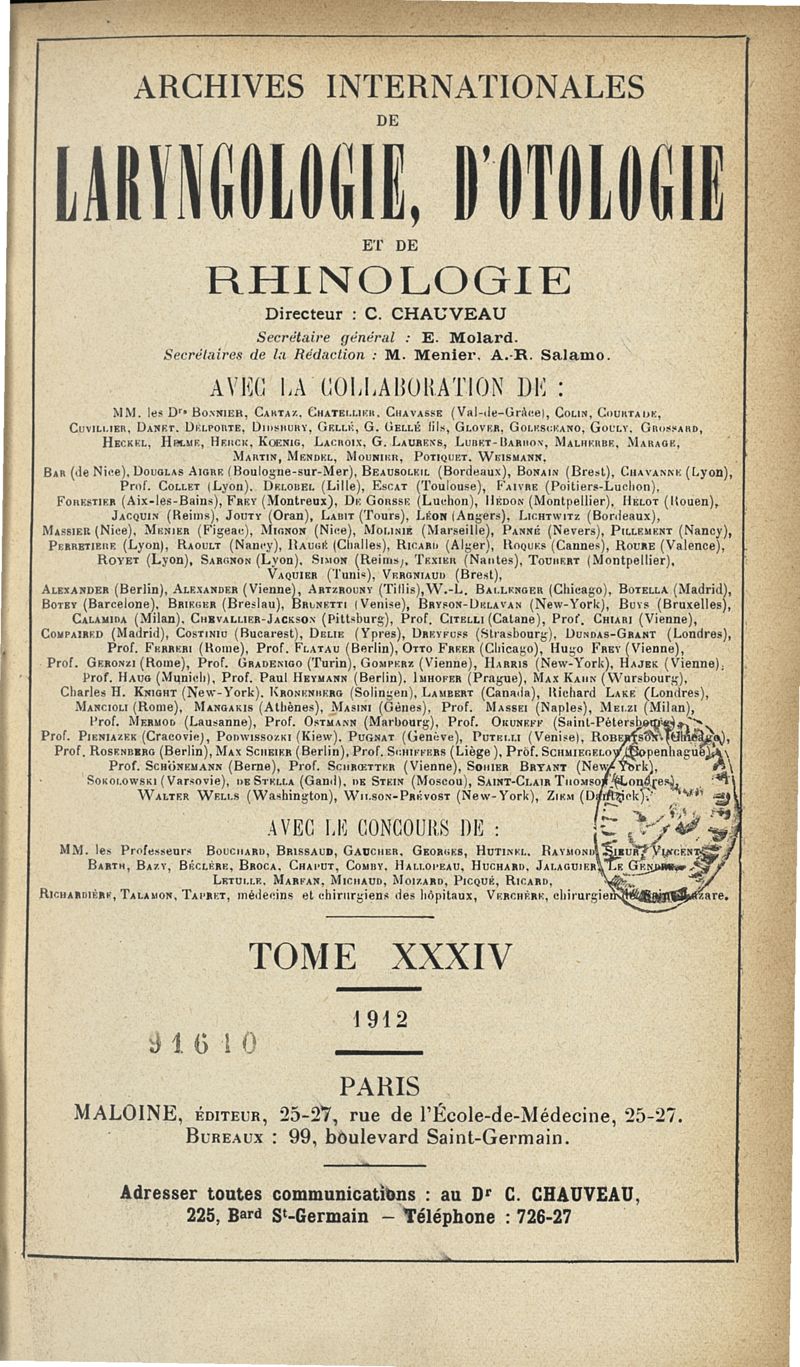 ARCHIVES INTERNATIONALES
DE
LARYNGOLOGIE, D'OTOLOGIE
ET DE
RHINOLOGIE
Directeur : C. CHAUVEAU
Secrétaire général : E. Molard.
Secrétaires de la Rédaction : M. Menier, A.-R. Salamo.
AVEC LA COLLABORATION DE :
MM. les Drs BONNIER, CARTAZ, CHATELLIER, CHAVASSE (Val-de-Grâce), COLIN, COURTADE,
CUVILLIER, DANET, DELPORTE, DIDSBURY, GELLÉ, G. GELLÉ fils, GLOVER, GOLESCEANO, GOULY, GROSSARD,
HECKEL, HELME, HERCK, KOENIG, LACROIX, G. LAURENS, LUBET-BARBON, MALHERBE, MARAGE,
MARTIN, MENDEL, MOUNIER, POTIQUET, WEISMANN,
BAR (de Nice), DOUGLAS AIGRE (Boulogne-sur-Mer), BEAUSOLEIL (Bordeaux), BONAIN (Brest), CHAVANNE (Lyon),
Prof. COLLET (Lyon), DELOBEL (Lille), ESCAT (Toulouse), FAIVRE (Poitiers-Luchon),
FORESTIER (Aix-les-Bains), FREY (Montreux), DE GORSSE (Luchon), HÉDON (Montpellier), HELOT (Rouen),
JACQUIN (Reims), JOUTY (Oran), LABIT (Tours), LÉON (Angers), LICHTWITZ (Bordeaux),
MASSIER (Nice), MENIER (Figeac), MIGNON (Nice), MOLINIÉ (Marseille), PANNÉ (Nevers), PILLEMENT (Nancy),
PERRETIERE (Lyon), RAOULT (Nancy), RAUGÉ (Challes), RICARD (Alger), ROQUES (Cannes), ROURE (Valence),
ROYET (Lyon), SARGNON (Lyon), SIMON (Reims), TEXIER (Nantes), TOUBERT (Montpellier),
VAQUIER (Tunis), VERGNIAUD (Brest),
ALEXANDER (Berlin), ALEXANDER (Vienne), ARTZROUNY (Tiflis), W.-L. BALLENGER (Chicago), BOTELLA (Madrid),
BOTEY (Barcelone), BRIEGER (Breslau), BRUNETTI (Venise), BRYSON-DELAVAN (New-York), BUYS (Bruxelles),
CALAMIDA (Milan), CHEVALLIER-JACKSON (Pittsburg), Prof. CITELLI (Catane), Prof. CHIARI (Vienne),
COMPAIRED (Madrid), COSTINIU (Bucarest), DELIE (Ypres), DREYFUSS (Strasbourg), DUNDAS-GRANT (Londres),
Prof. FERRERI (Rome), Prof. FLATAU (Berlin), OTTO FREER (Chicago), HUGO FREY (Vienne),
Prof. GERONZI (Rome), Prof. GRADENIGO (Turin), GOMPERZ (Vienne), HARRIS (New-York), HAJEK (Vienne),
Prof. HAUG (Munich), Prof. Paul HEYMANN (Berlin), IMHOFER (Prague), MAX KAHN (Wursbourg),
Charles H. KNIGHT (New-York), KRONENBERG (Solingen), LAMBERT (Canada), Richard LAKE (Londres),
MANCIOLI (Rome), MANGAKIS (Athènes), MASINI (Gênes), Prof. MASSEI (Naples), MELZI (Milan),
Prof. MERMOD (Lausanne), Prof. OSTMANN (Marbourg), Prof. OKUNEFF (Saint-Pétersbourg),
Prof. PIENIAZEK (Cracovie), PODWISSOZKI (Kiew), PUGNAT (Genève), PUTELLI (Venise), ROBERTSON (Chicago),
Prof. ROSENBERG (Berlin), MAX SCHEIER (Berlin), Prof. SCHIFFERS (Liège), Prof. SCHMIEGELOW (Copenhague),
Prof. SCHÖNEMANN (Berne), Prof. SCHROETTER (Vienne), SOHIER BRYANT (New-York),
SOKOLOWSKI (Varsovie), DE STELLA (Gand), DE STEIN (Moscou), SAINT-CLAIR THOMSON (Londres),
WALTER WELLS (Washington), WILSON-PRÉVOST (New-York), ZIEM (Dantzick).
AVEC LE CONCOURS DE :
MM. les Professeurs BOUCHARD, BRISSAUD, GAUCHER, GEORGES, HUTINEL, RAYMOND, SIEUR, VINCENT,
BARTH, BAZY, BÉCLÈRE, BROCA, CHAPUT, COMBY, HALLOPEAU, HUCHARD, JALAGUIER, LE GENDRE,
LETULLE, MARFAN, MICHAUD, MOIZARD, PICQUÉ, RICARD,
RICHARDIÈRE, TALAMON, TAPRET, médecins et chirurgiens des hôpitaux, VERCHÈRE, chirurgien de Saint-Lazare.
TOME XXXIV
1912
91610
PARIS
MALOINE, ÉDITEUR, 25-27, rue de l'École-de-Médecine, 25-27.
BUREAUX : 99, boulevard Saint-Germain.
Adresser toutes communications : au Dr C. CHAUVEAU,
225, Bard St-Germain — Téléphone : 726-27